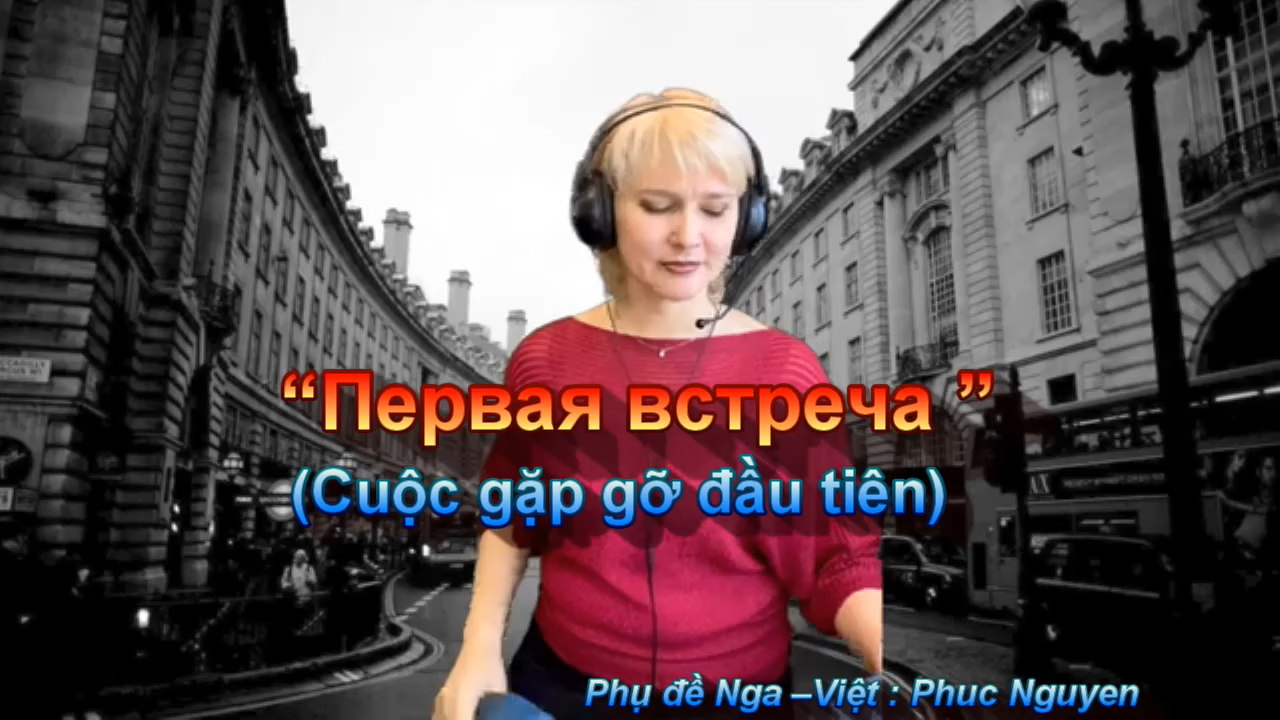 “Первая встреча ”
(Cuộc gặp gỡ đầu tiên)
Phụ đề Nga –Việt : Phuc Nguyen